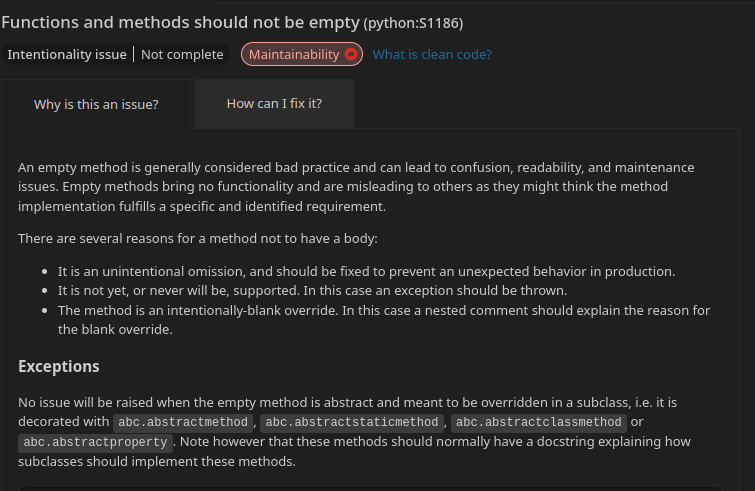 Functions and methods should not be empty (python:S1186)
Intentionality issue | Not complete Maintainability What is clean code?
Why is this an issue? How can I fix it?
An empty method is generally considered bad practice and can lead to confusion, readability, and maintenance
issues. Empty methods bring no functionality and are misleading to others as they might think the method
implementation fulfills a specific and identified requirement.
There are several reasons for a method not to have a body:
• It is an unintentional omission, and should be fixed to prevent an unexpected behavior in production.
• It is not yet, or never will be, supported. In this case an exception should be thrown.
• The method is an intentionally-blank override. In this case a nested comment should explain the reason for
the blank override.
Exceptions
No issue will be raised when the empty method is abstract and meant to be overridden in a subclass, i.e. it is
decorated with abc.abstractmethod, abc.abstractstaticmethod, abc.abstractclassmethod or
abc.abstractproperty. Note however that these methods should normally have a docstring explaining how
subclasses should implement these methods.